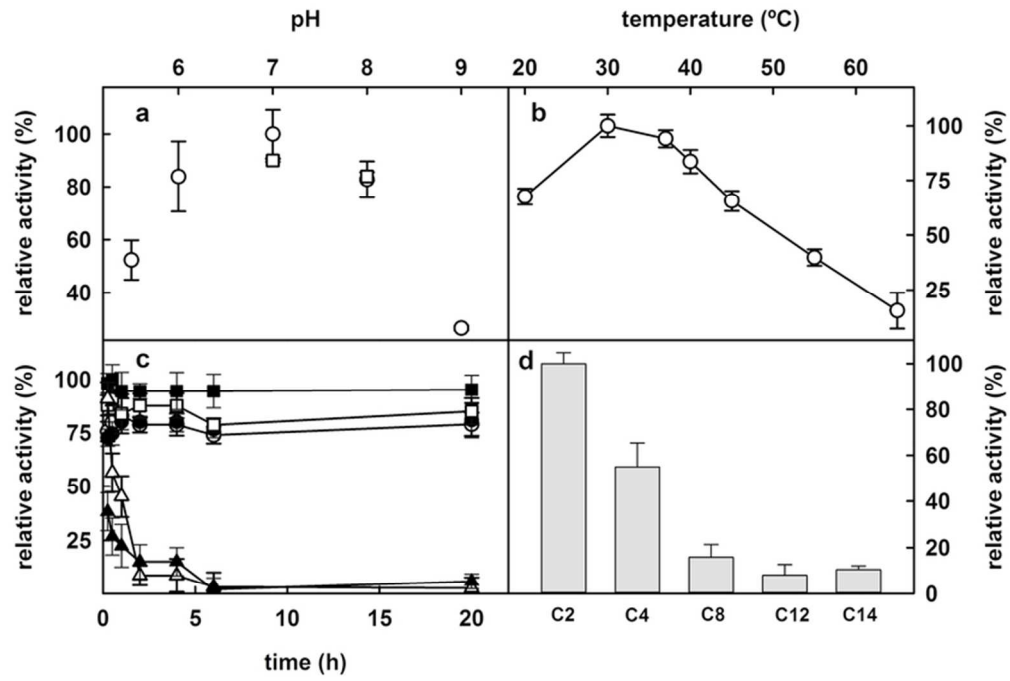 pH
temperature (ºC)
6 7 8 9
20 30 40 50 60
a
b
relative activity (%)
100
80
60
40
100
75
50
25
relative activity (%)
c
d
relative activity (%)
100
75
50
25
100
80
60
40
20
0
relative activity (%)
0 5 10 15 20
C2 C4 C8 C12 C14
time (h)